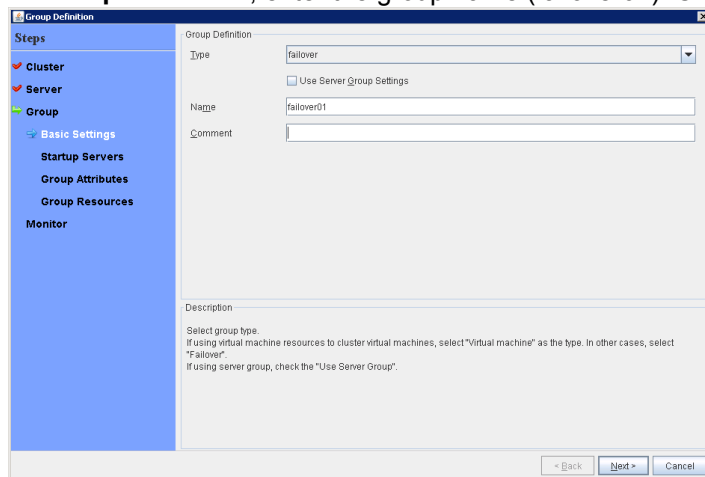 Group Definition
Steps
Cluster
Server
Group
Basic Settings
Startup Servers
Group Attributes
Group Resources
Monitor
Group Definition
Type failover
Use Server Group Settings
Name failover01
Comment
Description
Select group type.
If using virtual machine resources to cluster virtual machines, select "Virtual machine" as the type. In other cases, select
"Failover".
If using server group, check the "Use Server Group".
< Back Next > Cancel